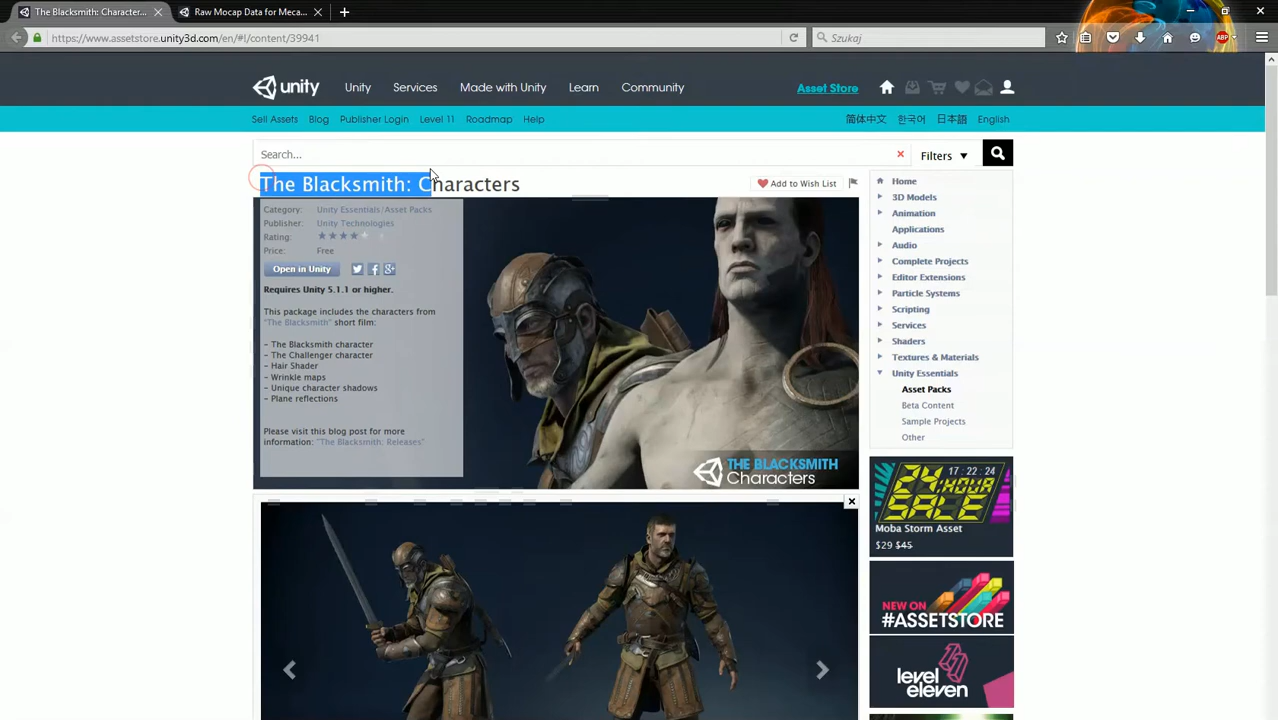 The Blacksmith: Character...
Raw Mocap Data for Meca...
https://www.assetstore.unity3d.com/en/#!/content/39941
Szukaj
ABP
unity
Unity
Services
Made with Unity
Learn
Community
Asset Store
Sell Assets
Blog
Publisher Login
Level 11
Roadmap
Help
简体中文
한국어
日本語
English
Search...
Filters
The Blacksmith: Characters
Add to Wish List
Category: Unity Essentials/Asset Packs
Publisher: Unity Technologies
Rating:
Price: Free
Open in Unity
Requires Unity 5.1.1 or higher.
This package includes the characters from
"The Blacksmith" short film:
- The Blacksmith character
- The Challenger character
- Hair Shader
- Wrinkle maps
- Unique character shadows
- Plane reflections
Please visit this blog post for more
information: "The Blacksmith: Releases"
THE BLACKSMITH
Characters
Home
3D Models
Animation
Applications
Audio
Complete Projects
Editor Extensions
Particle Systems
Scripting
Services
Shaders
Textures & Materials
Unity Essentials
Asset Packs
Beta Content
Sample Projects
Other
17 : 22 : 24
24 HOUR
SALE
Moba Storm Asset
$29 $45
NEW ON
#ASSETSTORE
level
eleven